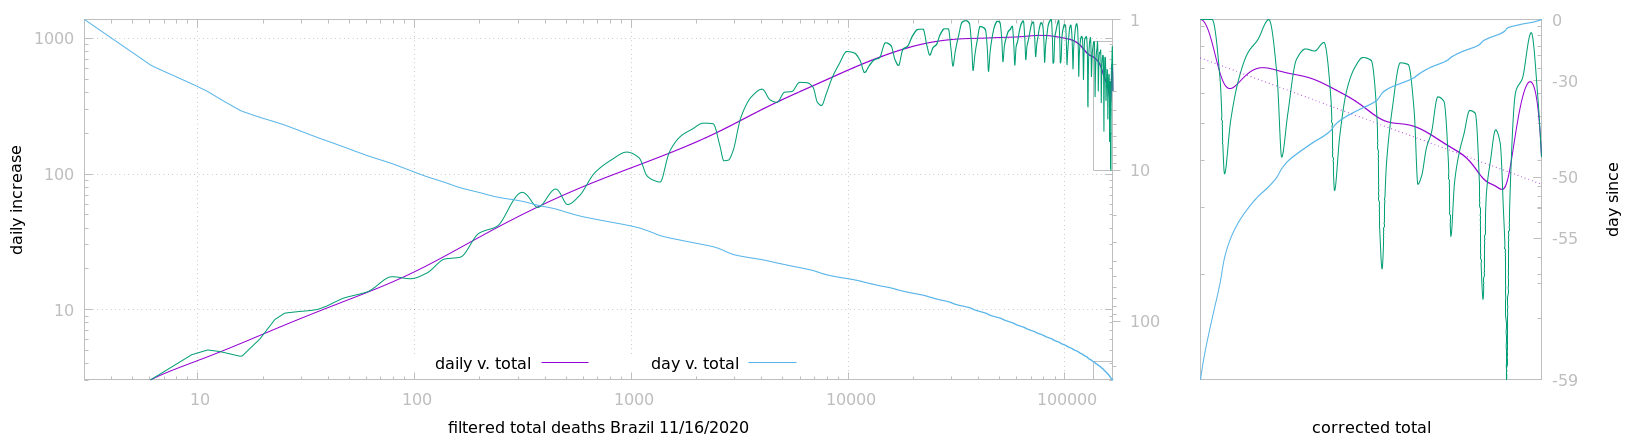 1000
100
10
daily increase
10
100
1000
10000
100000
filtered total deaths Brazil 11/16/2020
daily v. total
day v. total
1
10
100
0
-30
-50
-55
-59
day since
corrected total